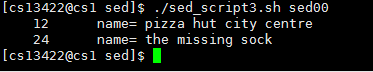 [cs13422@cs1 sed]$ ./sed_script3.sh sed00
12 name= pizza hut city centre
24 name= the missing sock
[cs13422@cs1 sed]$